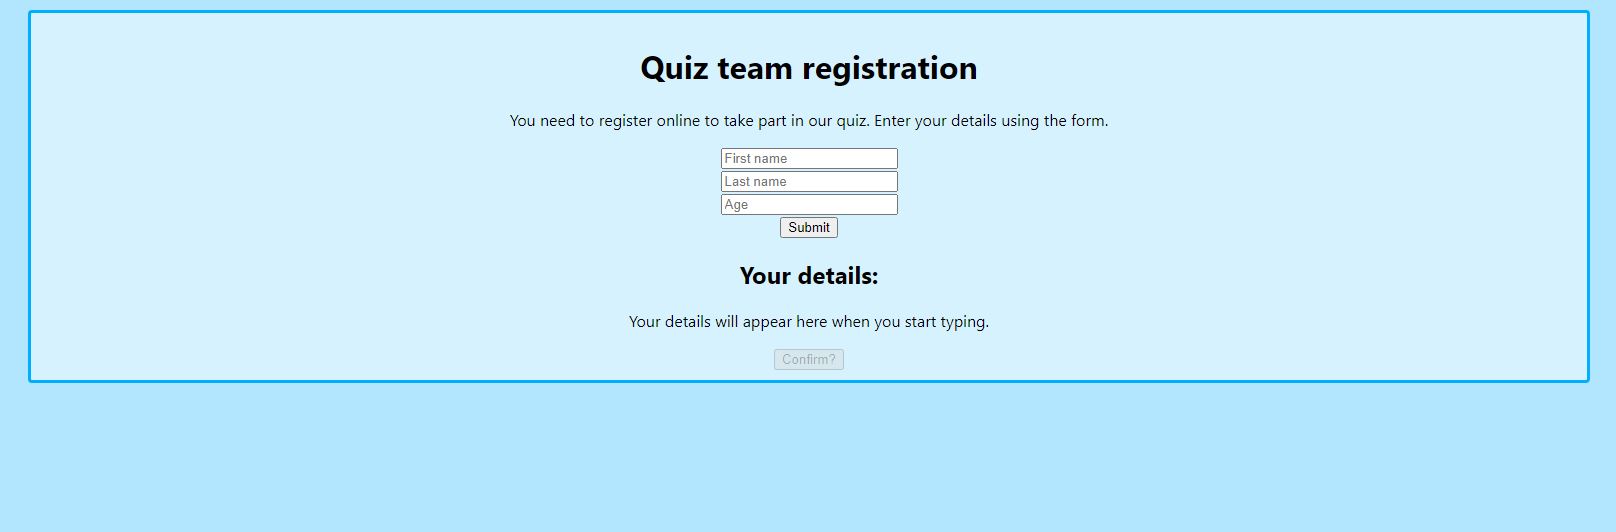 Quiz team registration
You need to register online to take part in our quiz. Enter your details using the form.
First name
Last name
Age
Submit
Your details:
Your details will appear here when you start typing.
Confirm?